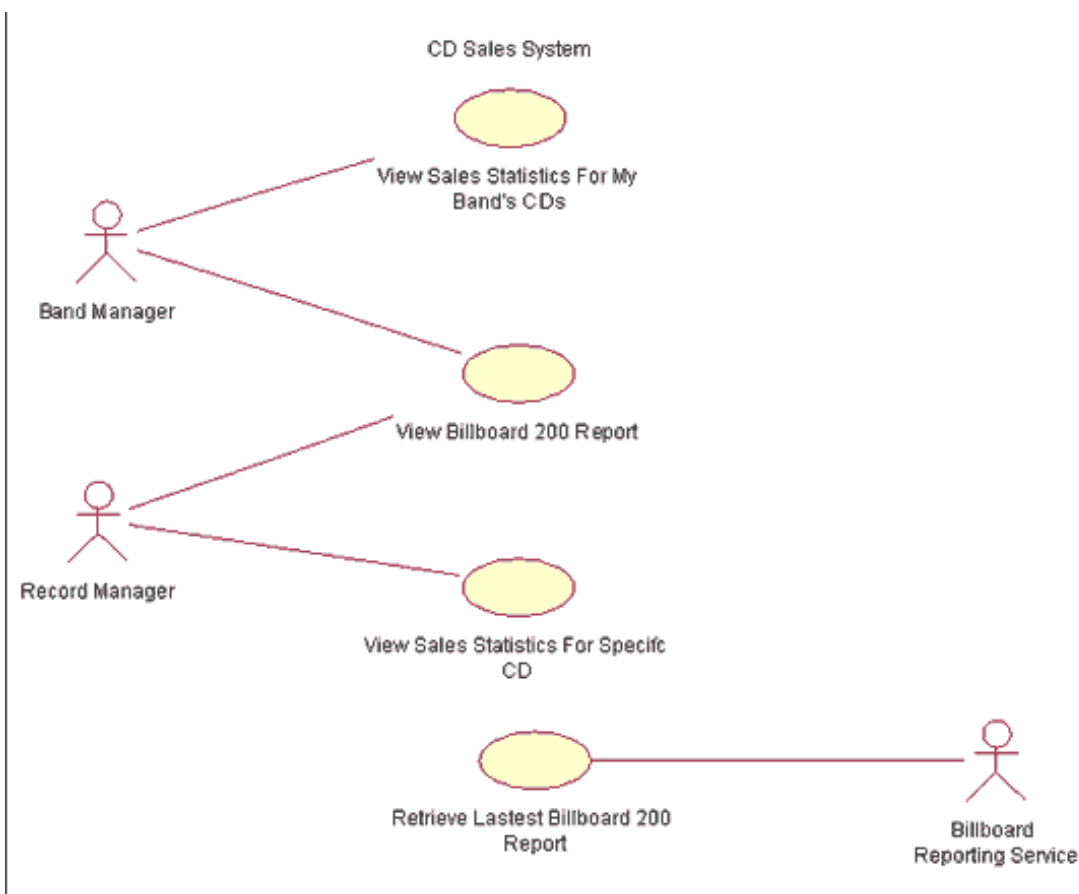 CD Sales System
View Sales Statistics For My
Band's CDs
Band Manager
View Billboard 200 Report
Record Manager
View Sales Statistics For Specifc
CD
Retrieve Lastest Billboard 200
Report
Billboard
Reporting Service